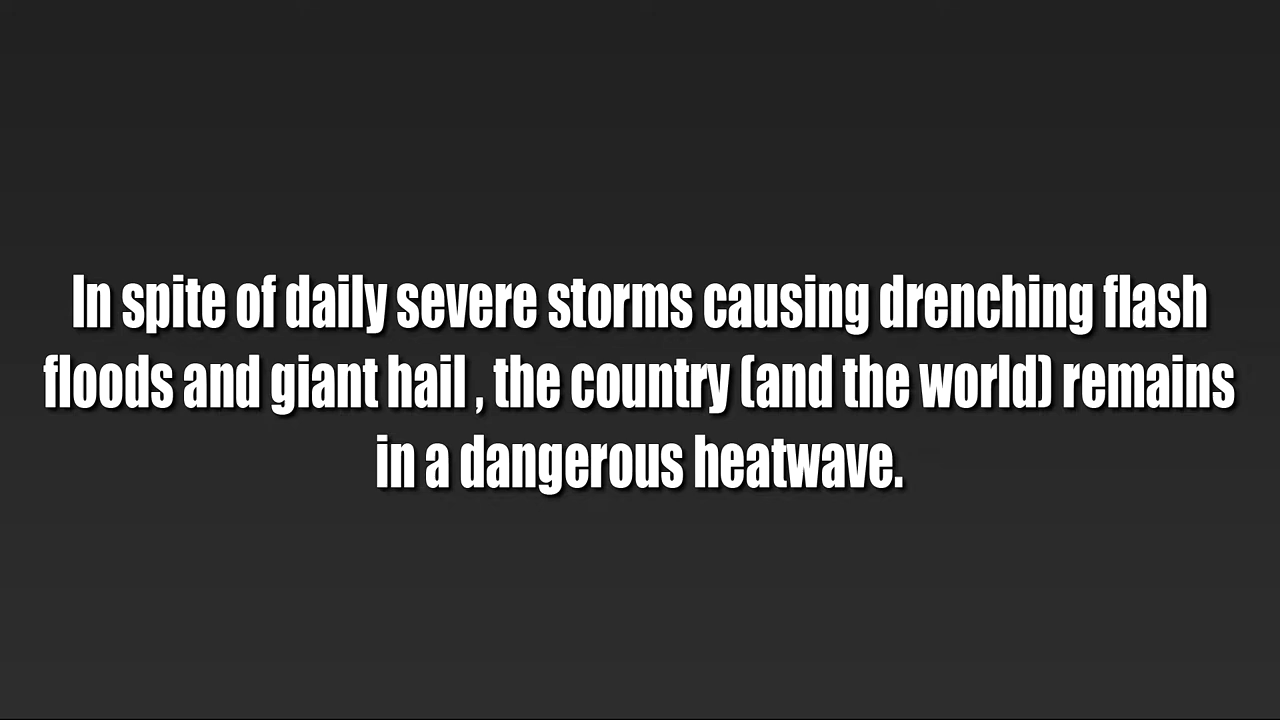 In spite of daily severe storms causing drenching flash
floods and giant hail , the country (and the world) remains
in a dangerous heatwave.